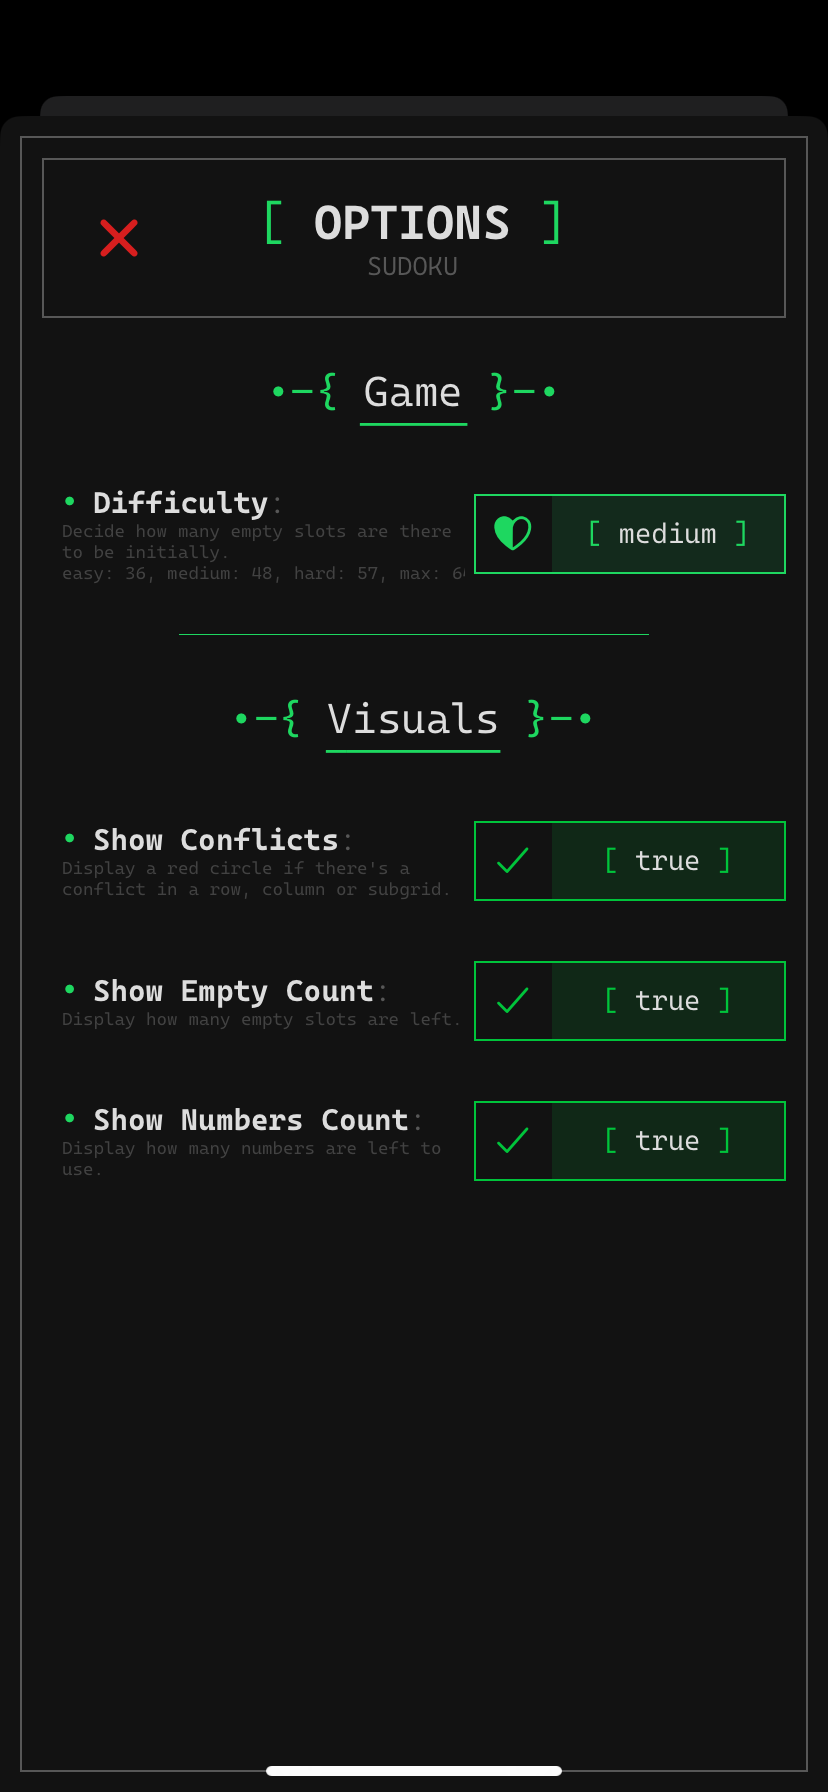 [ OPTIONS ]
SUDOKU
•—{ Game }—•
• Difficulty:
Decide how many empty slots are there
to be initially.
easy: 36, medium: 48, hard: 57, max:
[ medium ]
•—{ Visuals }—•
• Show Conflicts:
Display a red circle if there's a
conflict in a row, column or subgrid.
[ true ]
• Show Empty Count:
Display how many empty slots are left.
[ true ]
• Show Numbers Count:
Display how many numbers are left to
use.
[ true ]